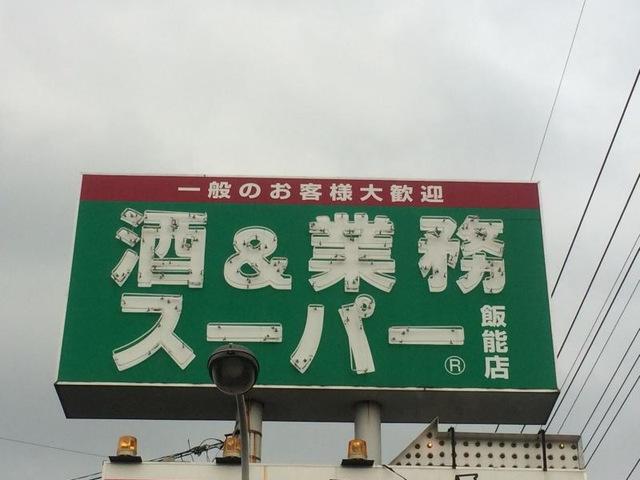 一般のお客様大歓迎
酒&業務
スーパー
®
飯能店